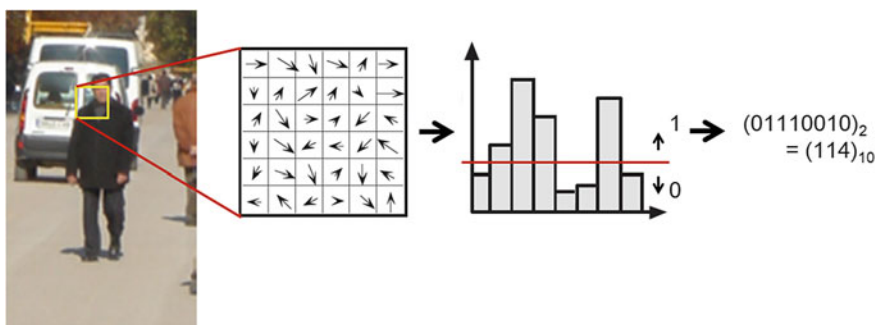 1
0
(01110010)₂
= (114)₁₀